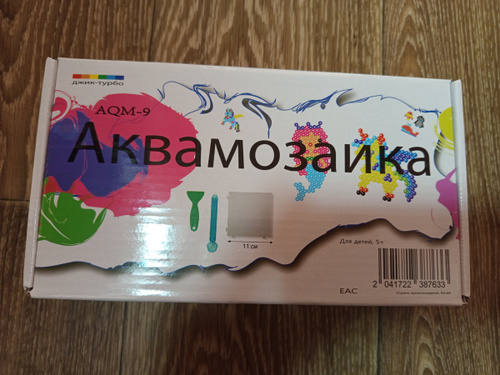 джик-турбо
AQM-9
Аквамозаика
11 см
Для детей, 5+
EAC
2 041722 387633